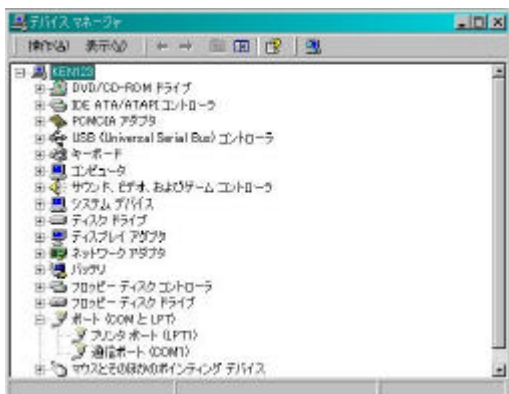 デバイス マネージャ
操作(A) 表示(V)
KEN123
DVD/CD-ROM ドライブ
IDE ATA/ATAPI コントローラ
PCMCIA アダプタ
USB (Universal Serial Bus) コントローラ
キーボード
コンピュータ
サウンド、ビデオ、およびゲーム コントローラ
システム デバイス
ディスク ドライブ
ディスプレイ アダプタ
ネットワーク アダプタ
バッテリ
フロッピー ディスク コントローラ
フロッピー ディスク ドライブ
ポート (COM と LPT)
プリンタ ポート (LPT1)
通信ポート (COM1)
マウスとそのほかのポインティング デバイス